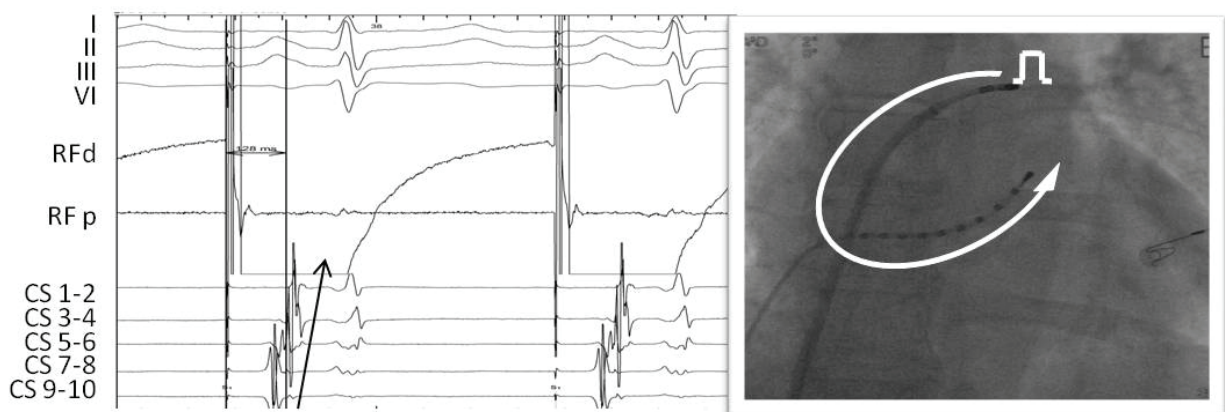 I
II
III
VI
38
128 ms
RFd
RF p
CS 1-2
CS 3-4
CS 5-6
CS 7-8
CS 9-10